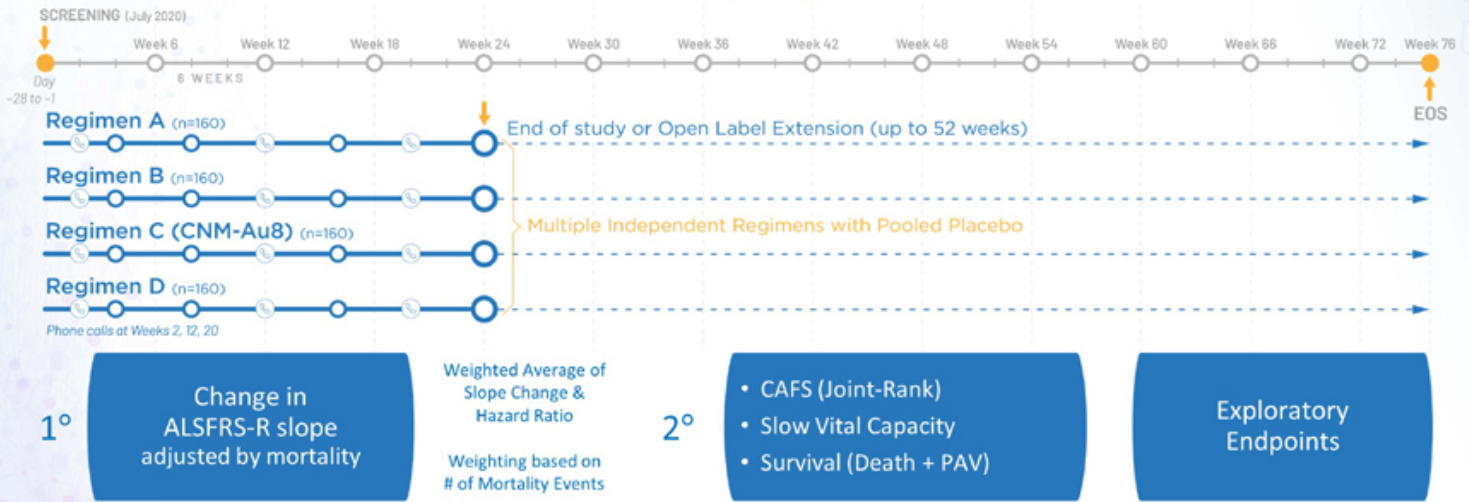 SCREENING (July 2020)
Week 6 Week 12 Week 18 Week 24 Week 30 Week 36 Week 42 Week 48 Week 54 Week 60 Week 66 Week 72 Week 76
Day
-28 to -1
6 WEEKS
EOS
Regimen A (n=160)
End of study or Open Label Extension (up to 52 weeks)
Regimen B (n=160)
Multiple Independent Regimens with Pooled Placebo
Regimen C (CNM-Au8) (n=160)
Regimen D (n=160)
Phone calls at Weeks 2, 12, 20
1°
Change in
ALSFRS-R slope
adjusted by mortality
Weighted Average of
Slope Change &
Hazard Ratio
Weighting based on
# of Mortality Events
2°
• CAFS (Joint-Rank)
• Slow Vital Capacity
• Survival (Death + PAV)
Exploratory
Endpoints